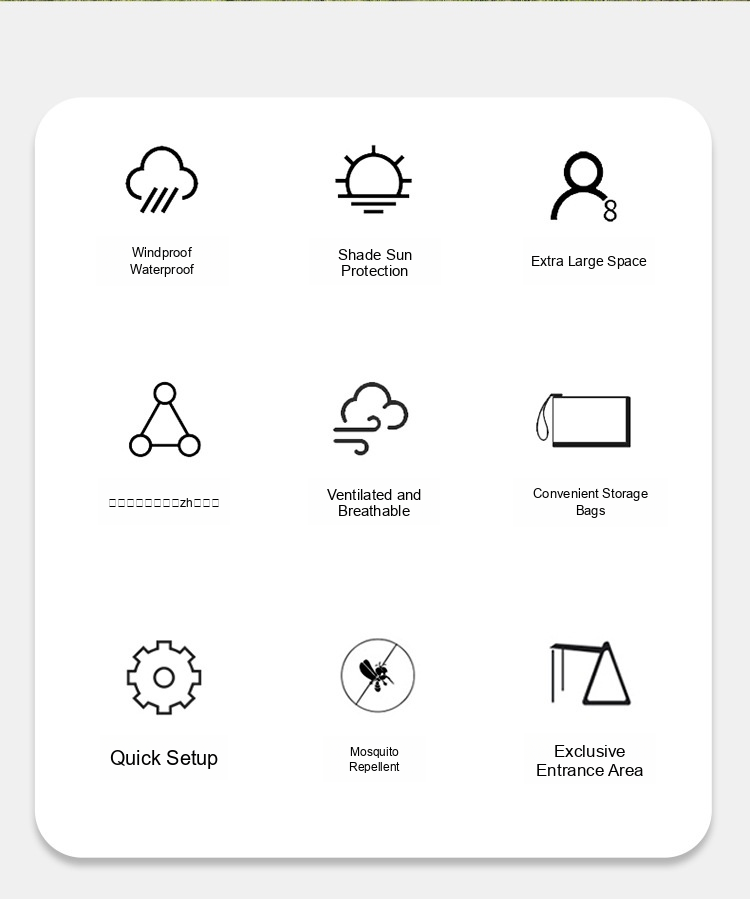 Windproof
Waterproof
Shade Sun
Protection
8
Extra Large Space
□□□□□□□□zh□□□
Ventilated and
Breathable
Convenient Storage
Bags
Quick Setup
Mosquito
Repellent
Exclusive
Entrance Area